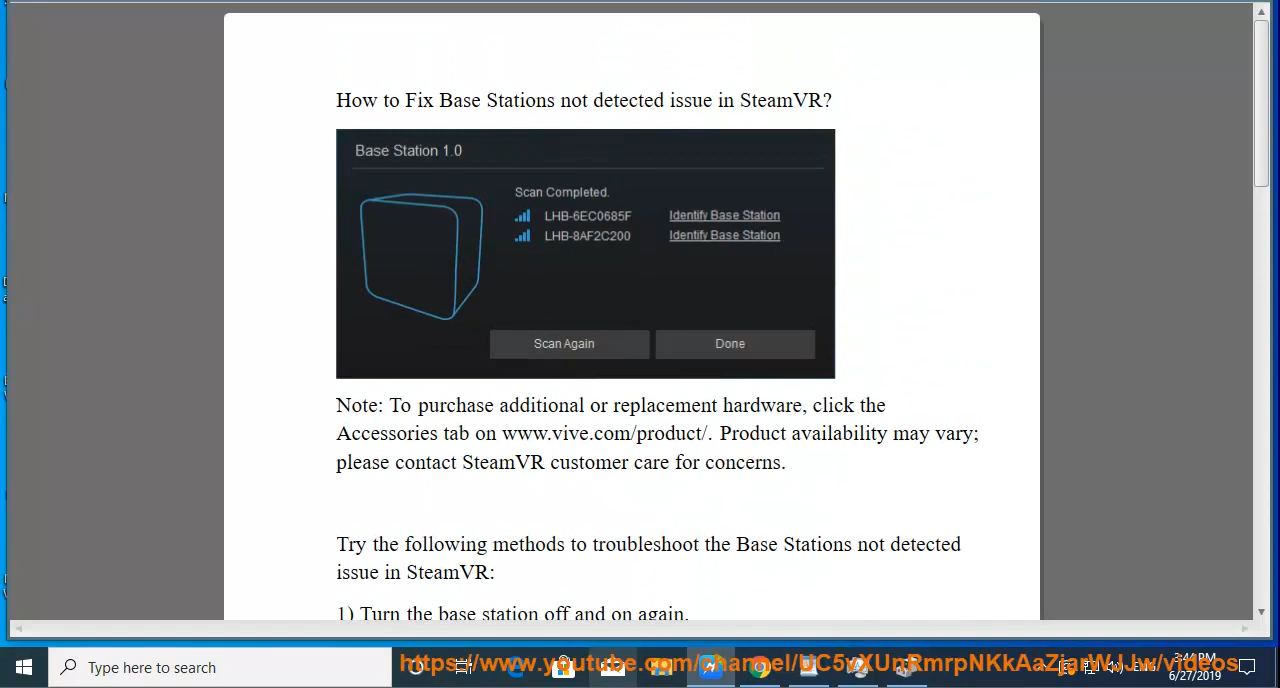 How to Fix Base Stations not detected issue in SteamVR?
Base Station 1.0
Scan Completed.
LHB-6EC0685F Identify Base Station
LHB-8AF2C200 Identify Base Station
Scan Again Done
Note: To purchase additional or replacement hardware, click the
Accessories tab on www.vive.com/product/. Product availability may vary;
please contact SteamVR customer care for concerns.
Try the following methods to troubleshoot the Base Stations not detected
issue in SteamVR:
1) Turn the base station off and on again.
Type here to search
3:44 PM
6/27/2019